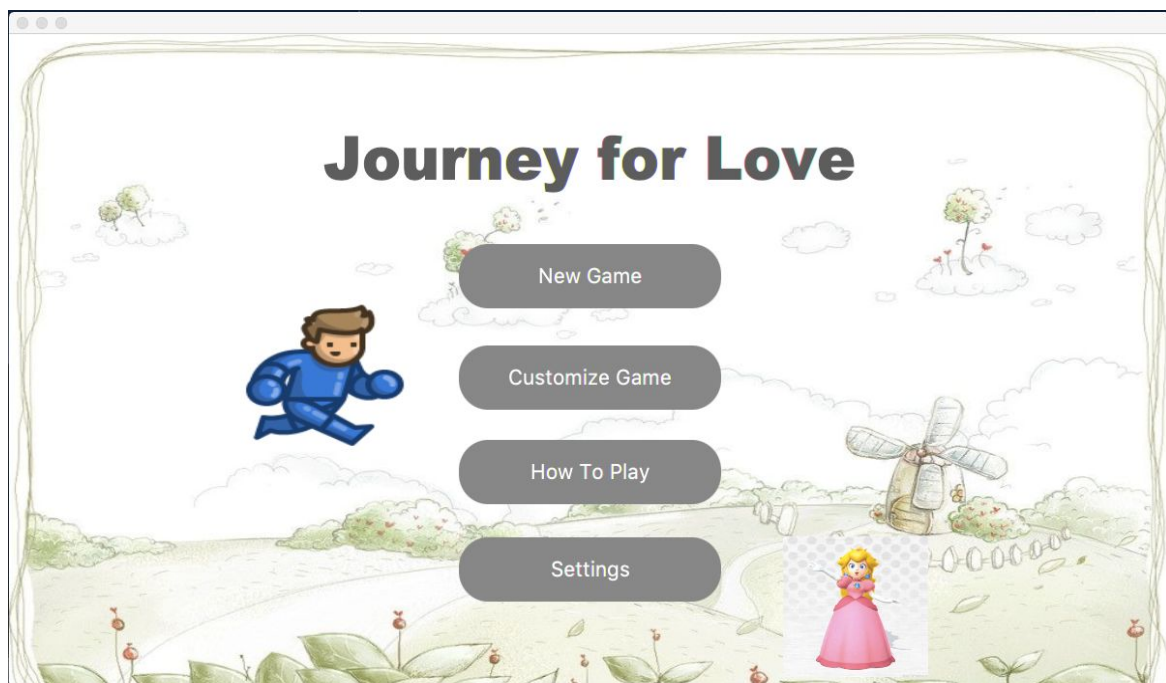 Journey for Love
New Game
Customize Game
How To Play
Settings